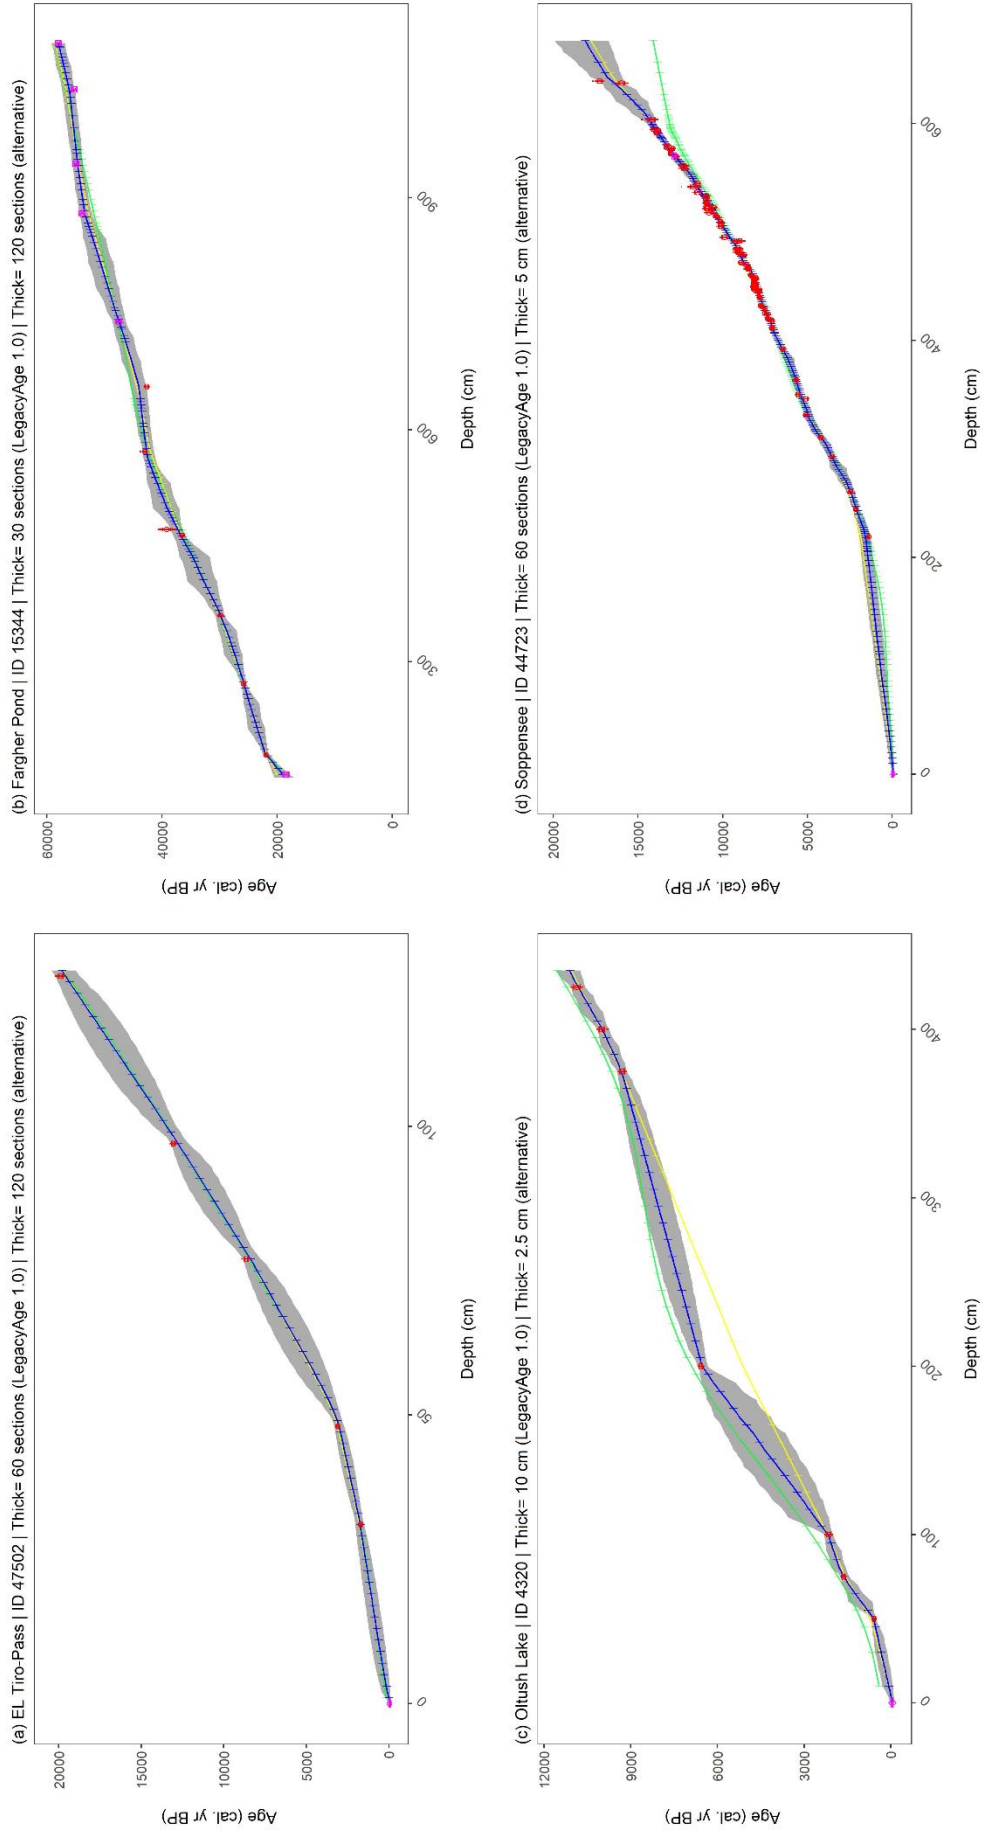 (a) EL Tiro-Pass | ID 47502 | Thick= 60 sections (LegacyAge 1.0) | Thick= 120 sections (alternative)
Age (cal. yr BP)
20000
15000
10000
5000
0
0
50
100
Depth (cm)
(b) Fargher Pond | ID 15344 | Thick= 30 sections (LegacyAge 1.0) | Thick= 120 sections (alternative)
Age (cal. yr BP)
60000
40000
20000
0
300
600
900
Depth (cm)
(c) Oltush Lake | ID 4320 | Thick= 10 cm (LegacyAge 1.0) | Thick= 2.5 cm (alternative)
Age (cal. yr BP)
12000
9000
6000
3000
0
0
100
200
300
400
Depth (cm)
(d) Soppensee | ID 44723 | Thick= 60 sections (LegacyAge 1.0) | Thick= 5 cm (alternative)
Age (cal. yr BP)
20000
15000
10000
5000
0
0
200
400
600
Depth (cm)